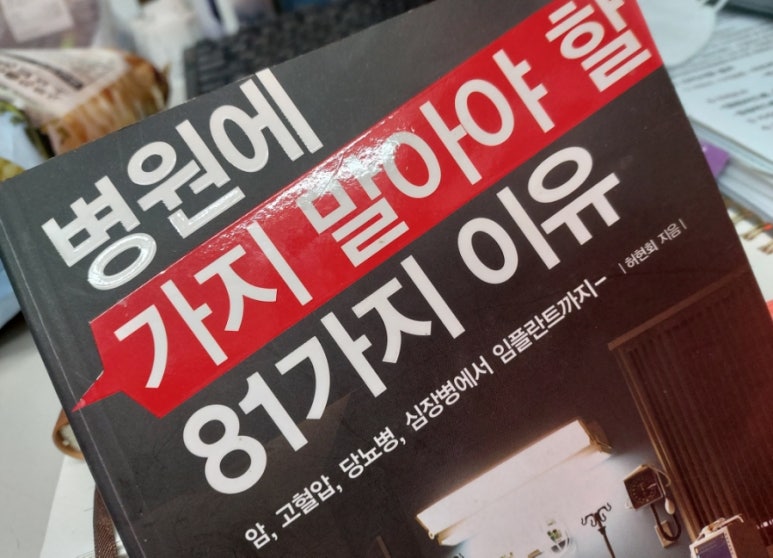 병원에
가지 말아야 할
81가지 이유
| 허현회 지음 |
암, 고혈압, 당뇨병, 심장병에서 임플란트까지-